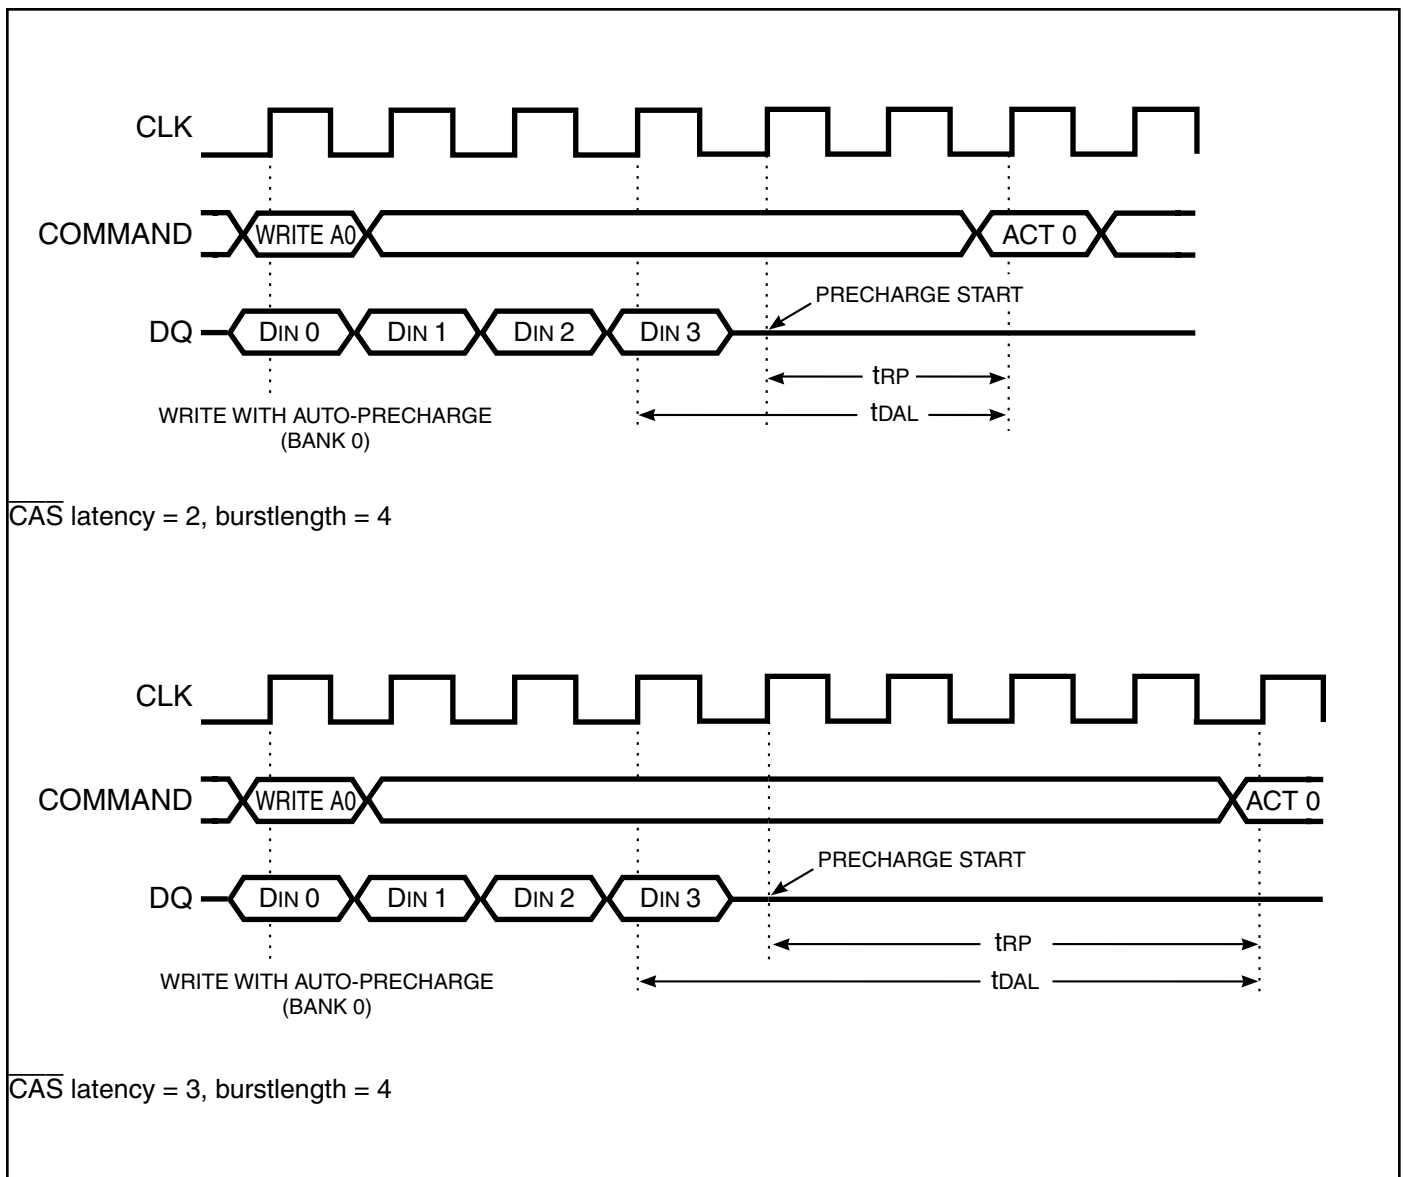 CLK
COMMAND WRITE A0 ACT 0
PRECHARGE START
DQ DIN 0 DIN 1 DIN 2 DIN 3
tRP
tDAL
WRITE WITH AUTO-PRECHARGE
(BANK 0)
CAS latency = 2, burstlength = 4
CLK
COMMAND WRITE A0 ACT 0
PRECHARGE START
DQ DIN 0 DIN 1 DIN 2 DIN 3
tRP
tDAL
WRITE WITH AUTO-PRECHARGE
(BANK 0)
CAS latency = 3, burstlength = 4